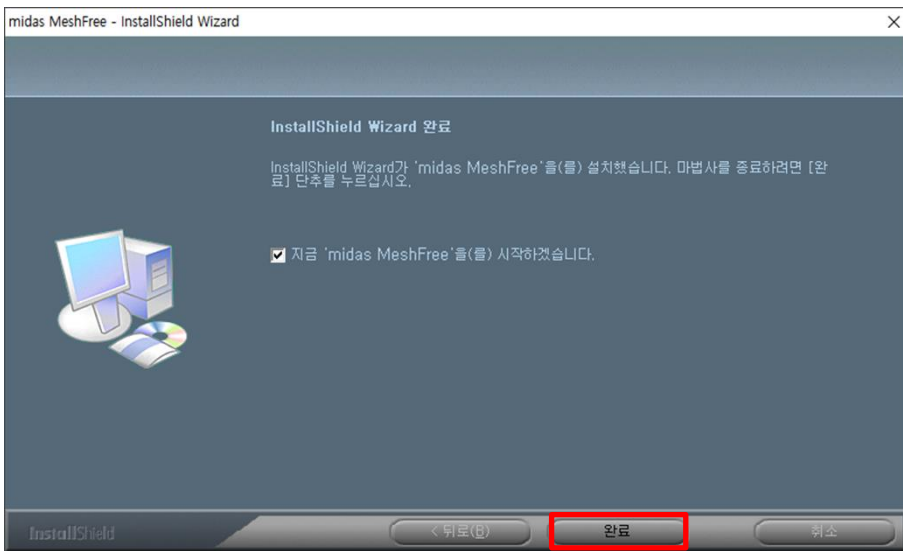 midas MeshFree - InstallShield Wizard
InstallShield Wizard 완료
InstallShield Wizard가 'midas MeshFree'을(를) 설치했습니다. 마법사를 종료하려면 [완
료] 단추를 누르십시오.
지금 'midas MeshFree'을(를) 시작하겠습니다.
InstallShield
< 뒤로(B)
완료
취소